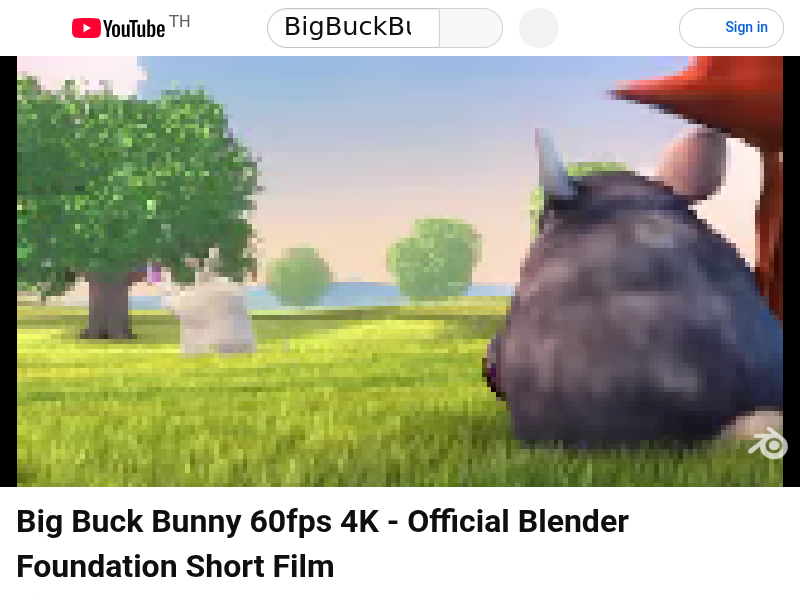 YouTube TH
BigBuckBu
Sign in
Big Buck Bunny 60fps 4K - Official Blender
Foundation Short Film